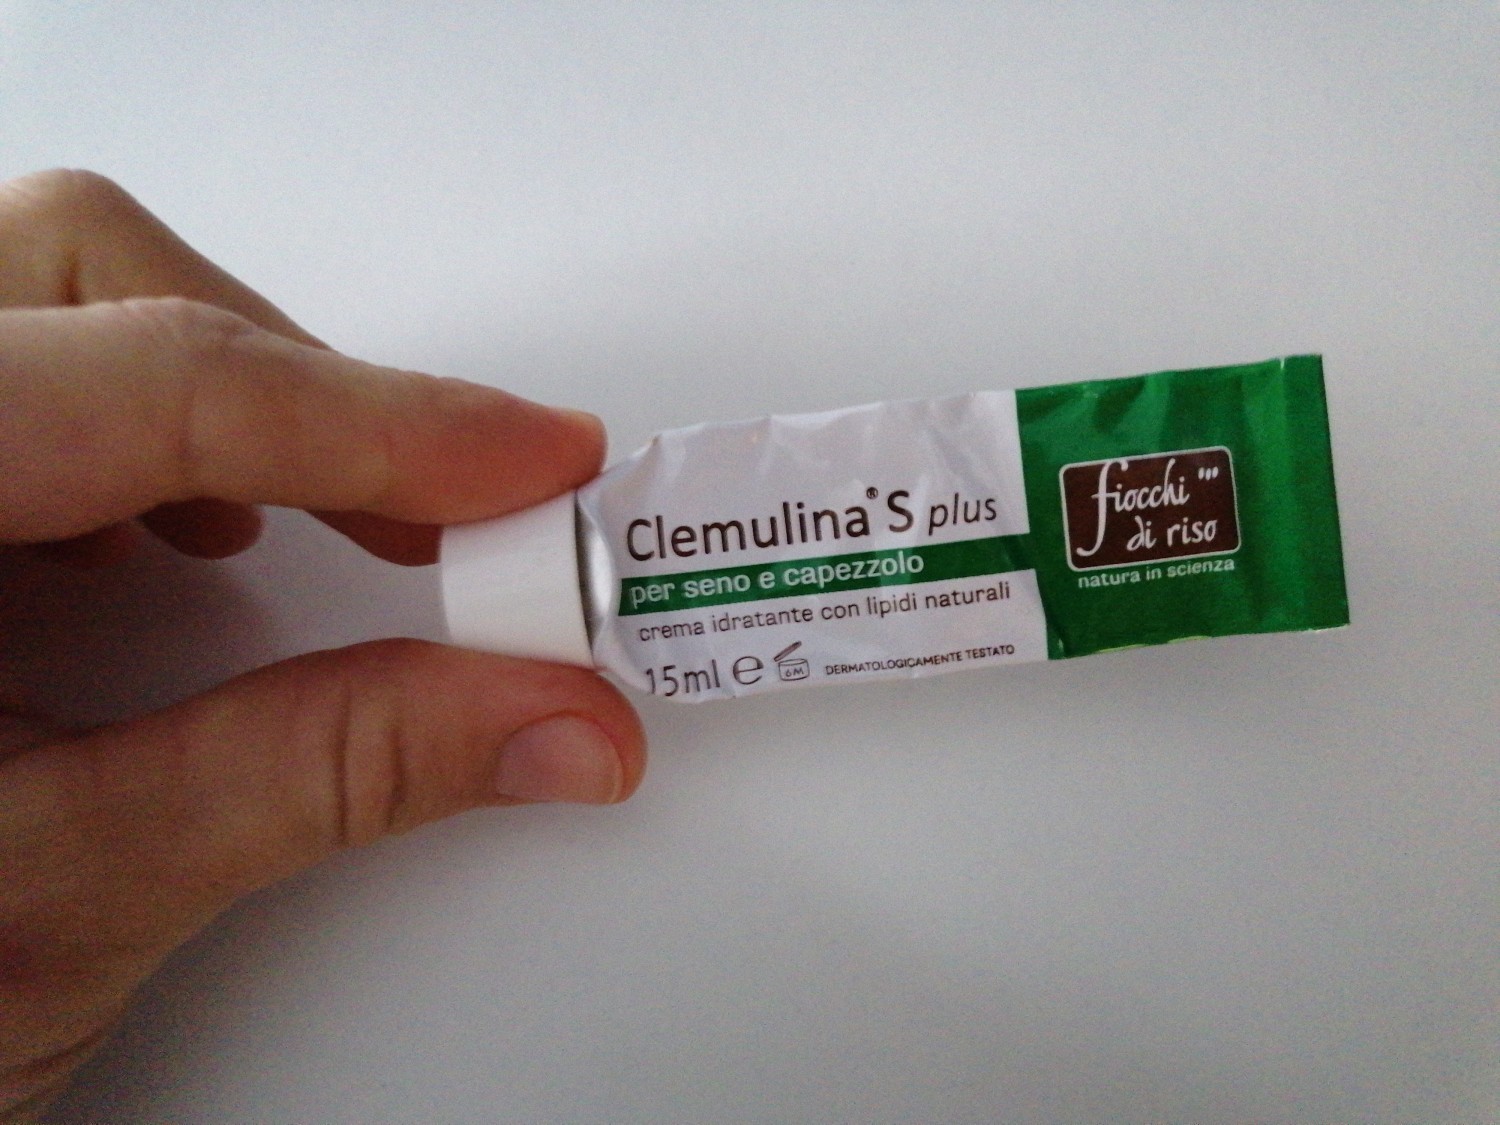 Clemulina® S plus
per seno e capezzolo
crema idratante con lipidi naturali
15ml ℮ 6M DERMATOLOGICAMENTE TESTATO
fiocchi
di riso
natura in scienza